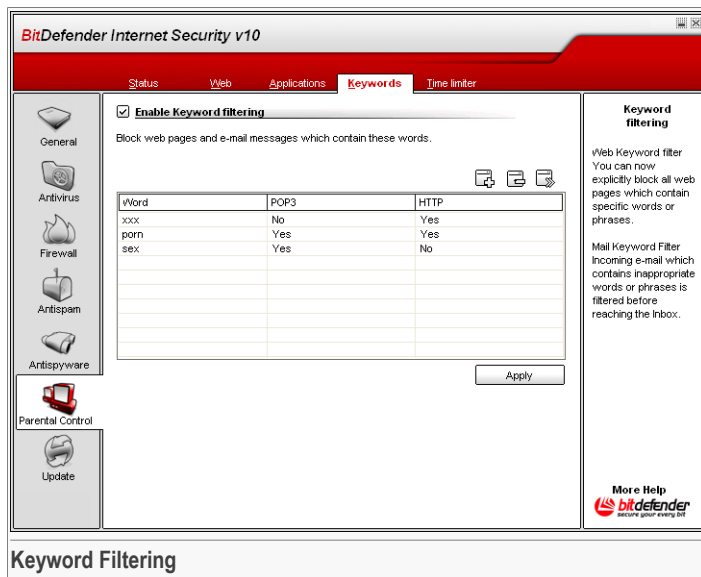 BitDefender Internet Security v10
Status Web Applications Keywords Time limiter
General
Antivirus
Firewall
Antispam
Antispyware
Parental Control
Update
Enable Keyword filtering
Block web pages and e-mail messages which contain these words.
Word POP3 HTTP
xxx No Yes
porn Yes Yes
sex Yes No
Apply
Keyword
filtering
Web Keyword filter
You can now
explicitly block all web
pages which contain
specific words or
phrases.
Mail Keyword Filter
Incoming e-mail which
contains inappropriate
words or phrases is
filtered before
reaching the Inbox.
More Help
bitdefender
secure your every bit
Keyword Filtering